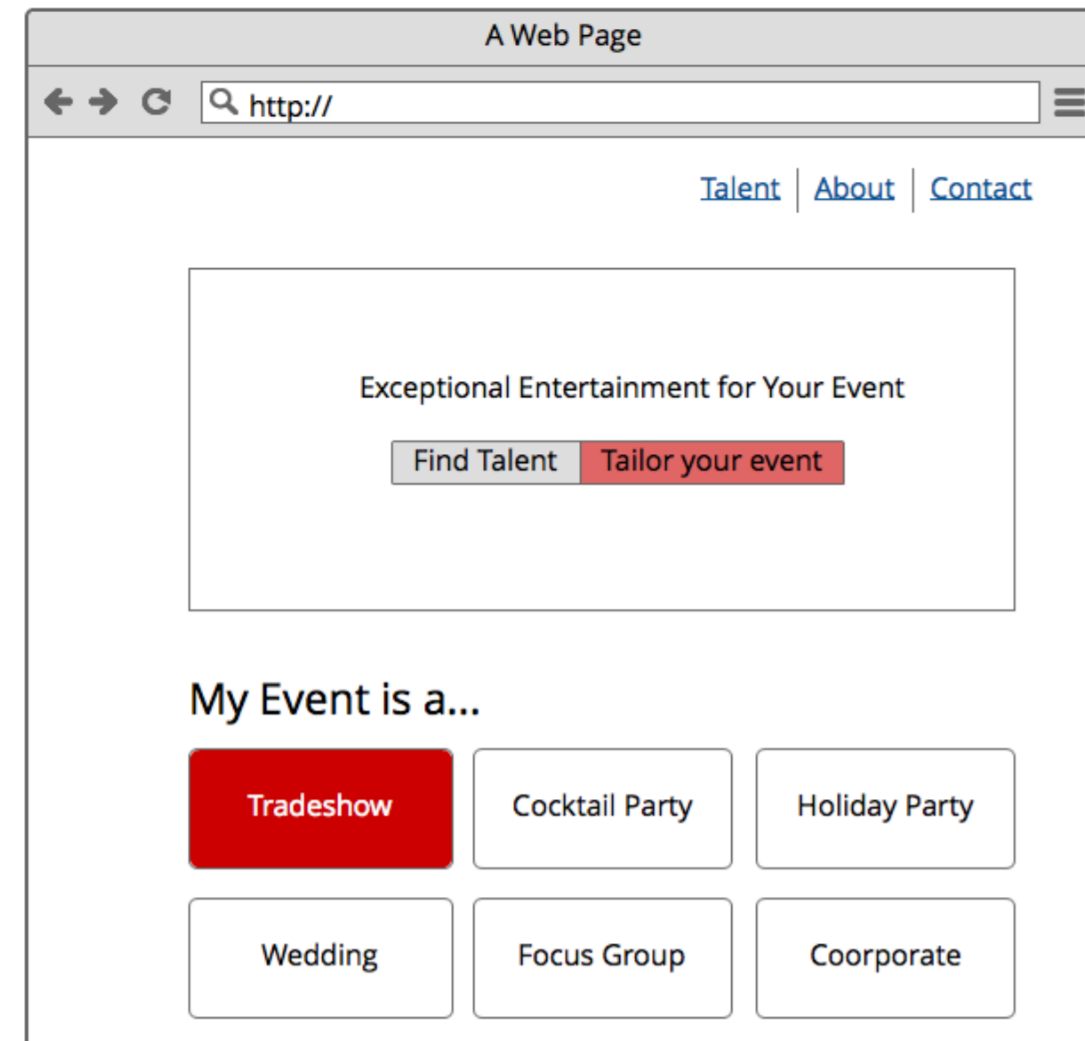 A Web Page
http://
Talent About Contact
Exceptional Entertainment for Your Event
Find Talent Tailor your event
My Event is a...
Tradeshow Cocktail Party Holiday Party
Wedding Focus Group Coorporate